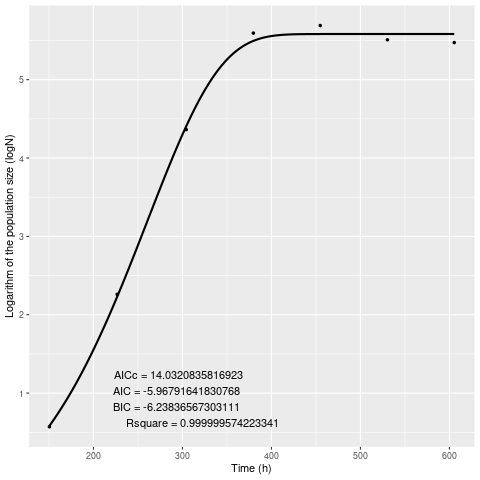 Logarithm of the population size (logN)
5
4
3
2
1
AICc = 14.0320835816923
AIC = -5.96791641830768
BIC = -6.23836567303111
Rsquare = 0.999999574223341
200
300
400
500
600
Time (h)